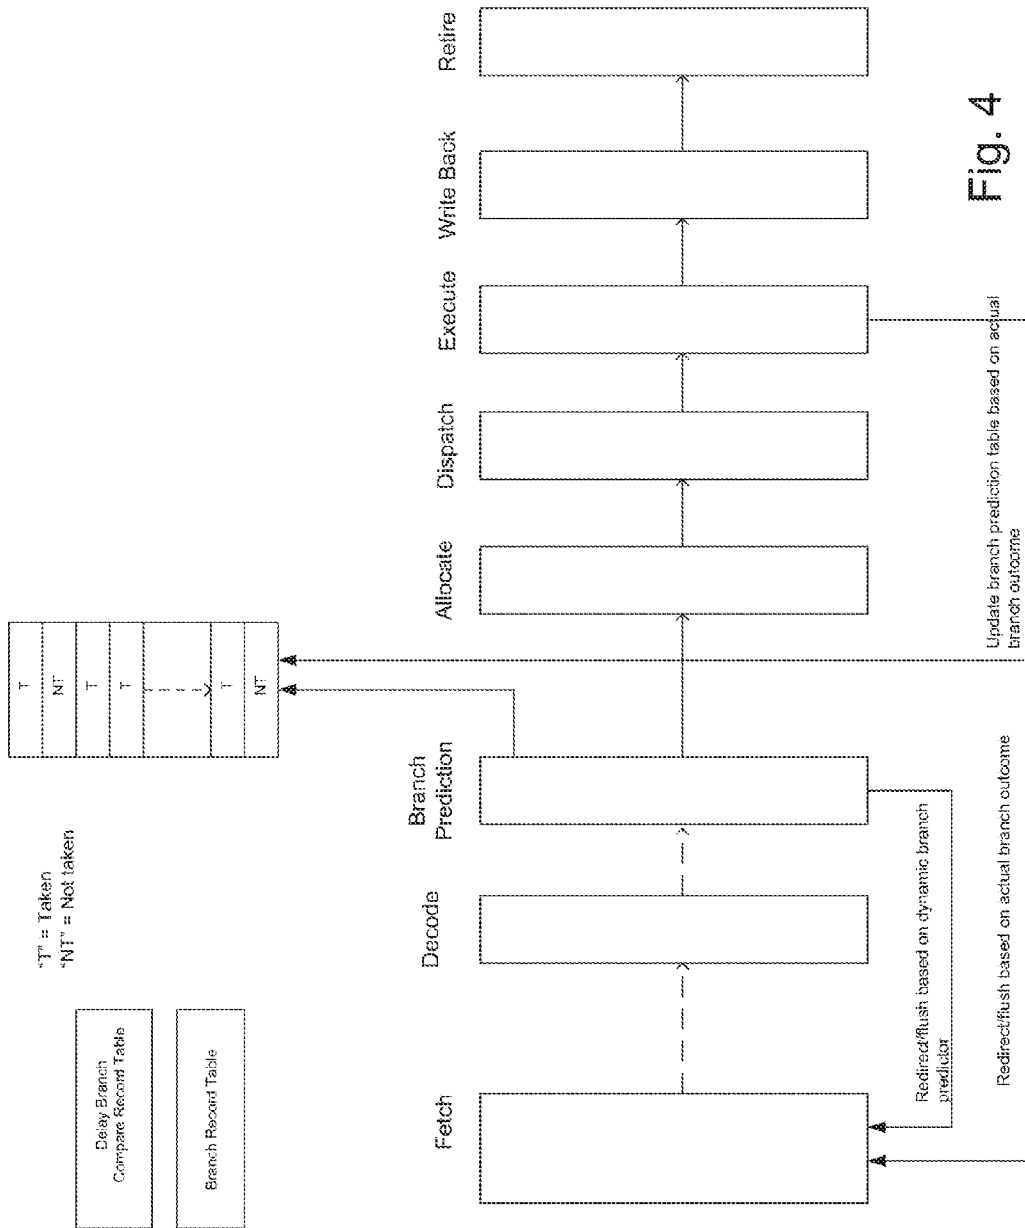 Delay Branch
Compare Record Table
Branch Record Table
"T" = Taken
"NT" = Not taken
T
NT
T
T
T
NT
Fetch
Decode
Branch
Prediction
Allocate
Dispatch
Execute
Write Back
Retire
Redirect/flush based on dynamic branch
predictor
Redirect/flush based on actual branch outcome
Update branch prediction table based on actual
branch outcome
Fig. 4